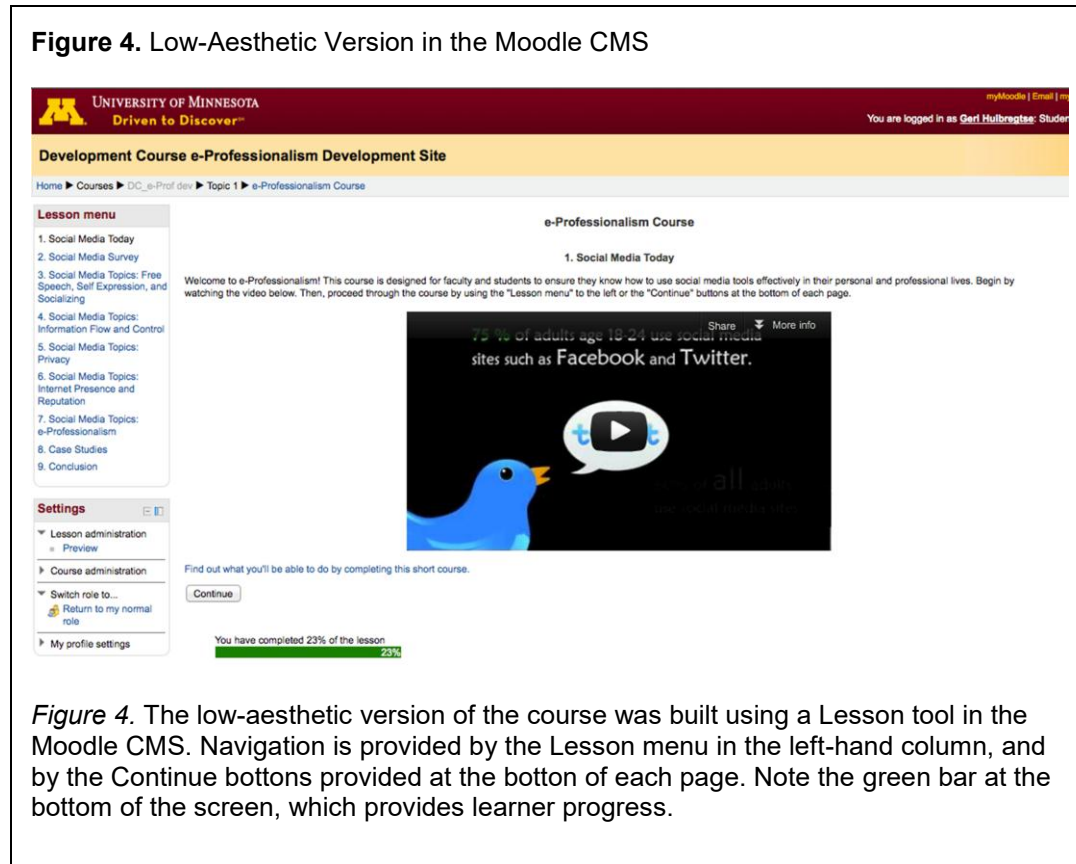 Figure 4. Low-Aesthetic Version in the Moodle CMS
UNIVERSITY OF MINNESOTA
Driven to Discover℠
myMoodle | Email | my
You are logged in as Geri Hulbregtse: Studen
Development Course e-Professionalism Development Site
Home ▶ Courses ▶ DC_e-Prof dev ▶ Topic 1 ▶ e-Professionalism Course
Lesson menu
1. Social Media Today
2. Social Media Survey
3. Social Media Topics: Free
Speech, Self Expression, and
Socializing
4. Social Media Topics:
Information Flow and Control
5. Social Media Topics:
Privacy
6. Social Media Topics:
Internet Presence and
Reputation
7. Social Media Topics:
e-Professionalism
8. Case Studies
9. Conclusion
Settings
Lesson administration
Preview
Course administration
Switch role to...
Return to my normal
role
My profile settings
e-Professionalism Course
1. Social Media Today
Welcome to e-Professionalism! This course is designed for faculty and students to ensure they know how to use social media tools effectively in their personal and professional lives. Begin by
watching the video below. Then, proceed through the course by using the "Lesson menu" to the left or the "Continue" buttons at the bottom of each page.
Share More info
75 % of adults age 18-24 use social media
sites such as Facebook and Twitter.
t t
of all adults
use social media sites
Find out what you'll be able to do by completing this short course.
Continue
You have completed 23% of the lesson
23%
Figure 4. The low-aesthetic version of the course was built using a Lesson tool in the
Moodle CMS. Navigation is provided by the Lesson menu in the left-hand column, and
by the Continue bottons provided at the botton of each page. Note the green bar at the
bottom of the screen, which provides learner progress.